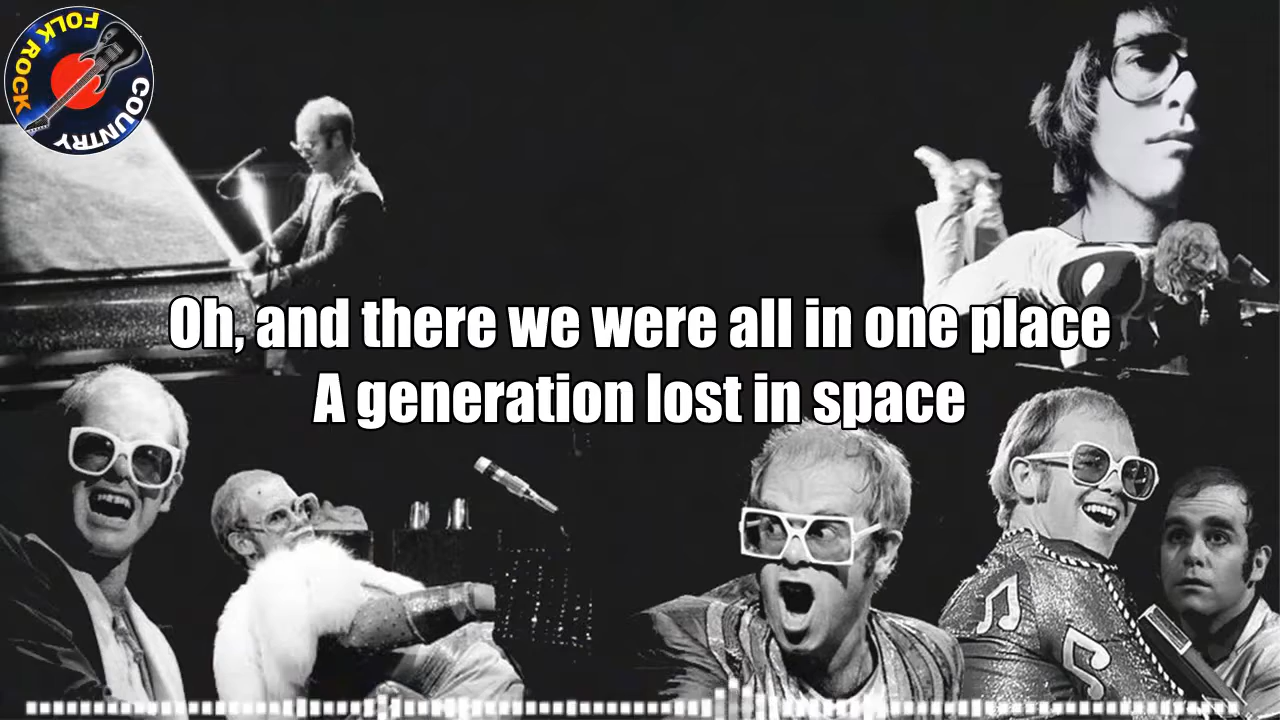 FOLK ROCK
COUNTRY
Oh, and there we were all in one place
A generation lost in space